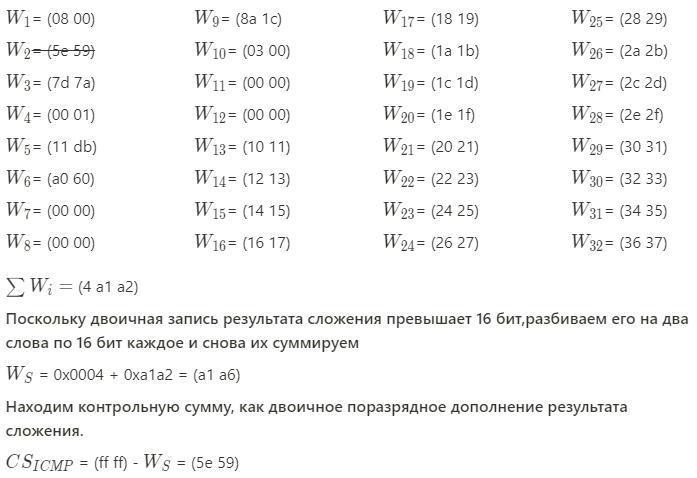 W1= (08 00) W9= (8a 1c) W17= (18 19) W25= (28 29)
W2= (5e 59) W10= (03 00) W18= (1a 1b) W26= (2a 2b)
W3= (7d 7a) W11= (00 00) W19= (1c 1d) W27= (2c 2d)
W4= (00 01) W12= (00 00) W20= (1e 1f) W28= (2e 2f)
W5= (11 db) W13= (10 11) W21= (20 21) W29= (30 31)
W6= (a0 60) W14= (12 13) W22= (22 23) W30= (32 33)
W7= (00 00) W15= (14 15) W23= (24 25) W31= (34 35)
W8= (00 00) W16= (16 17) W24= (26 27) W32= (36 37)
∑ Wi = (4 a1 a2)
Поскольку двоичная запись результата сложения превышает 16 бит,разбиваем его на два
слова по 16 бит каждое и снова их суммируем
WS = 0x0004 + 0xa1a2 = (a1 a6)
Находим контрольную сумму, как двоичное поразрядное дополнение результата
сложения.
CSICMP = (ff ff) - WS = (5e 59)